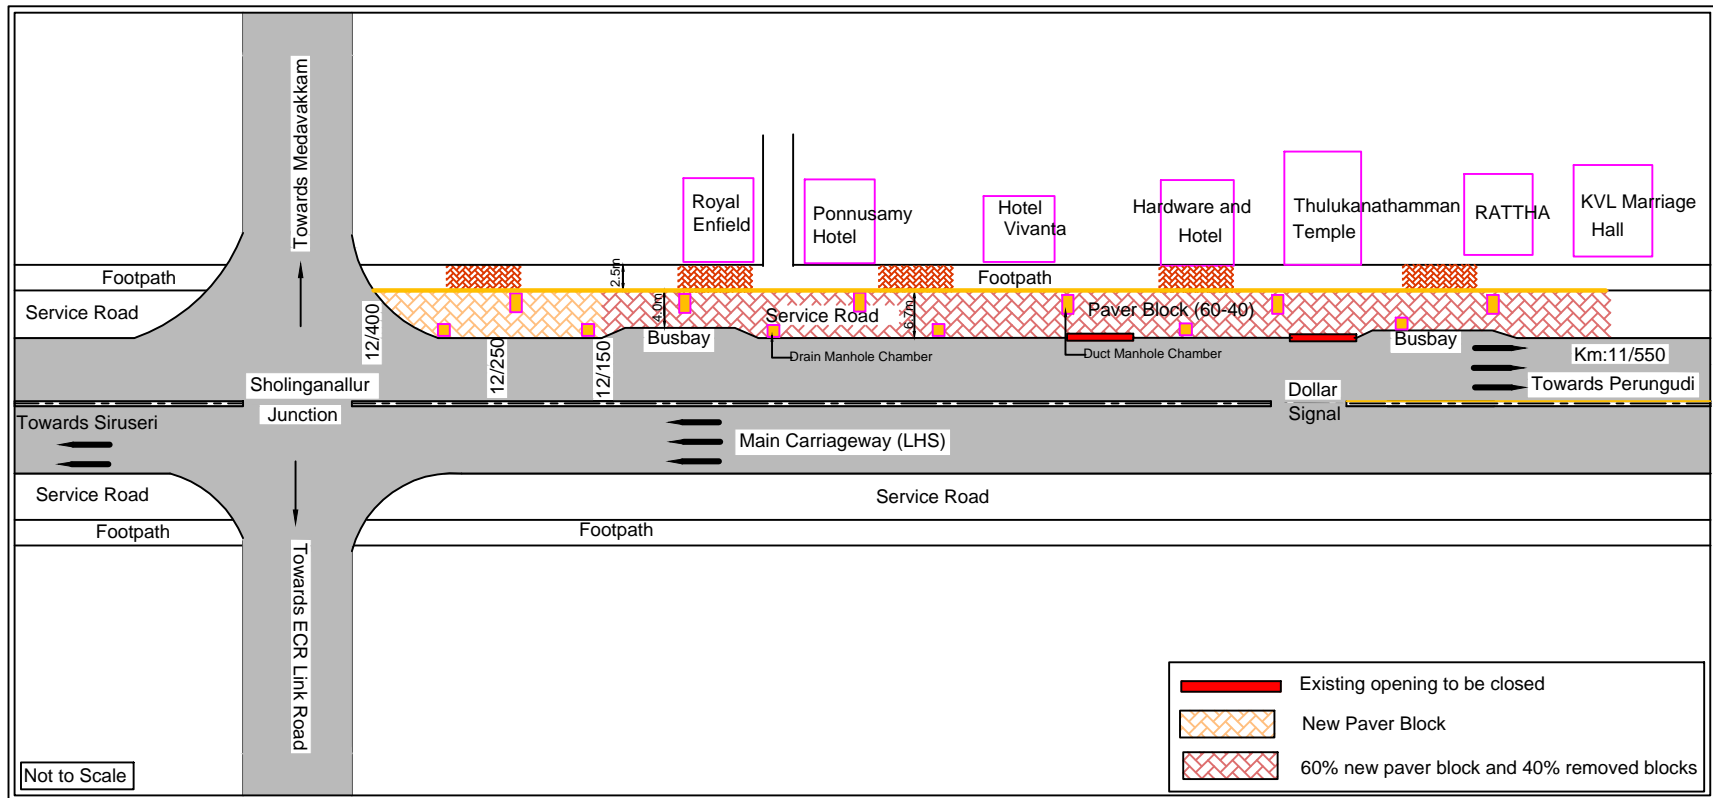 Towards Medavakkam
Royal
Enfield
Ponnusamy
Hotel
Hotel
Vivanta
Hardware and
Hotel
Thulukanathamman
Temple
RATTHA
KVL Marriage
Hall
Footpath
2.5m
Footpath
Service Road
12/400
4.0m
Service Road
6.7m
Paver Block (60-40)
12/250
12/150
Busbay
Drain Manhole Chamber
Duct Manhole Chamber
Busbay
Km:11/550
Sholinganallur
Junction
Dollar
Signal
Towards Perungudi
Towards Siruseri
Main Carriageway (LHS)
Service Road
Service Road
Footpath
Footpath
Towards ECR Link Road
Existing opening to be closed
New Paver Block
60% new paver block and 40% removed blocks
Not to Scale